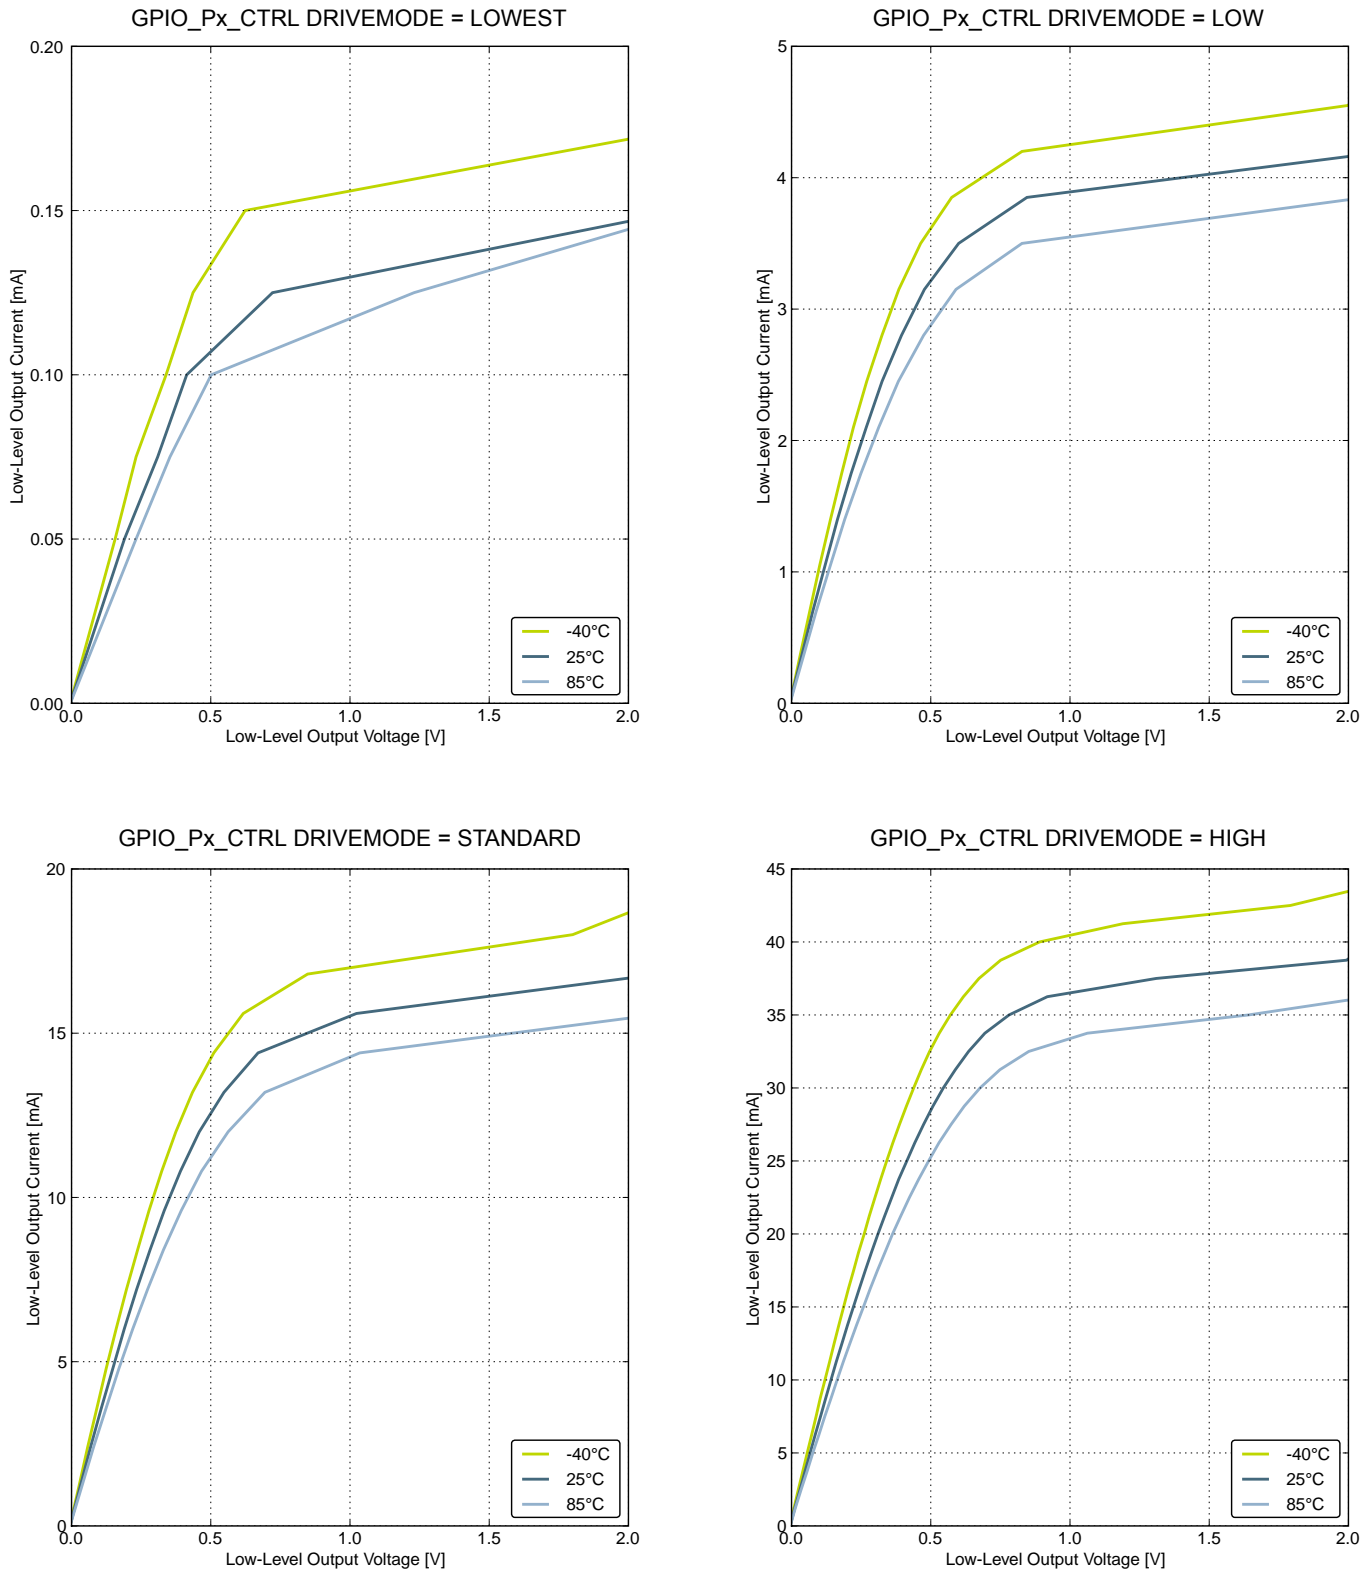 GPIO_Px_CTRL DRIVEMODE = LOWEST
0.20
0.15
0.10
0.05
0.00
Low-Level Output Current [mA]
0.0 0.5 1.0 1.5 2.0
Low-Level Output Voltage [V]
-40°C
25°C
85°C
GPIO_Px_CTRL DRIVEMODE = LOW
5
4
3
2
1
0
Low-Level Output Current [mA]
0.0 0.5 1.0 1.5 2.0
Low-Level Output Voltage [V]
-40°C
25°C
85°C
GPIO_Px_CTRL DRIVEMODE = STANDARD
20
15
10
5
0
Low-Level Output Current [mA]
0.0 0.5 1.0 1.5 2.0
Low-Level Output Voltage [V]
-40°C
25°C
85°C
GPIO_Px_CTRL DRIVEMODE = HIGH
45
40
35
30
25
20
15
10
5
0
Low-Level Output Current [mA]
0.0 0.5 1.0 1.5 2.0
Low-Level Output Voltage [V]
-40°C
25°C
85°C